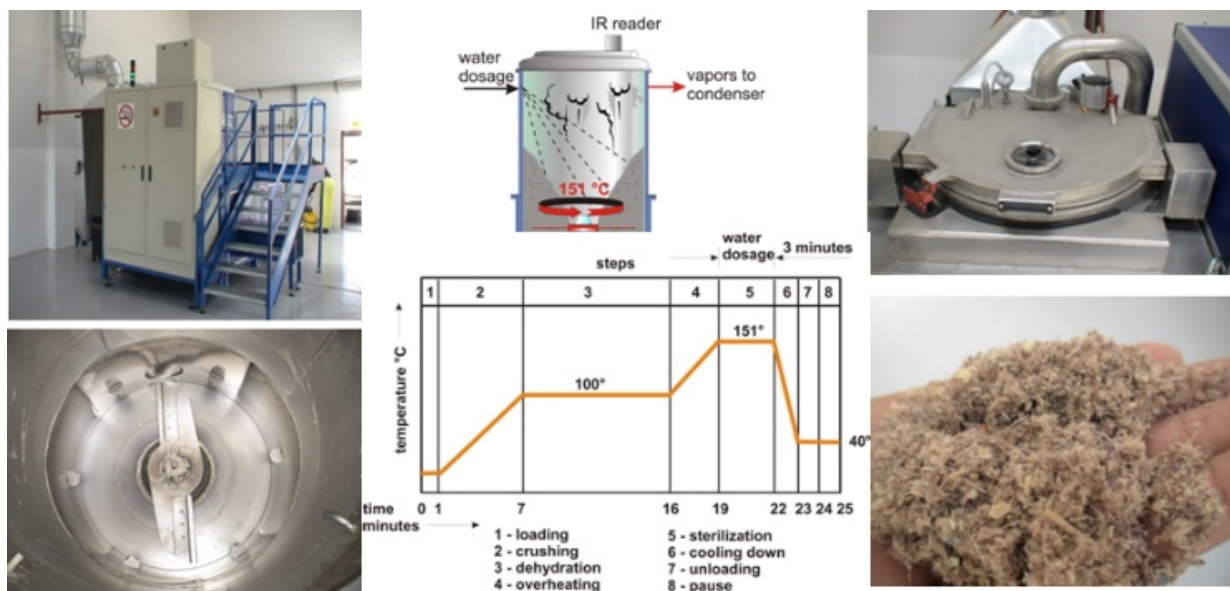 IR reader
water
dosage
vapors to
condenser
151 °C
water
dosage
3 minutes
steps
1 2 3 4 5 6 7 8
temperature °C
151°
100°
40°
time
minutes
0 1 7 16 19 22 23 24 25
1 - loading
2 - crushing
3 - dehydration
4 - overheating
5 - sterilization
6 - cooling down
7 - unloading
8 - pause